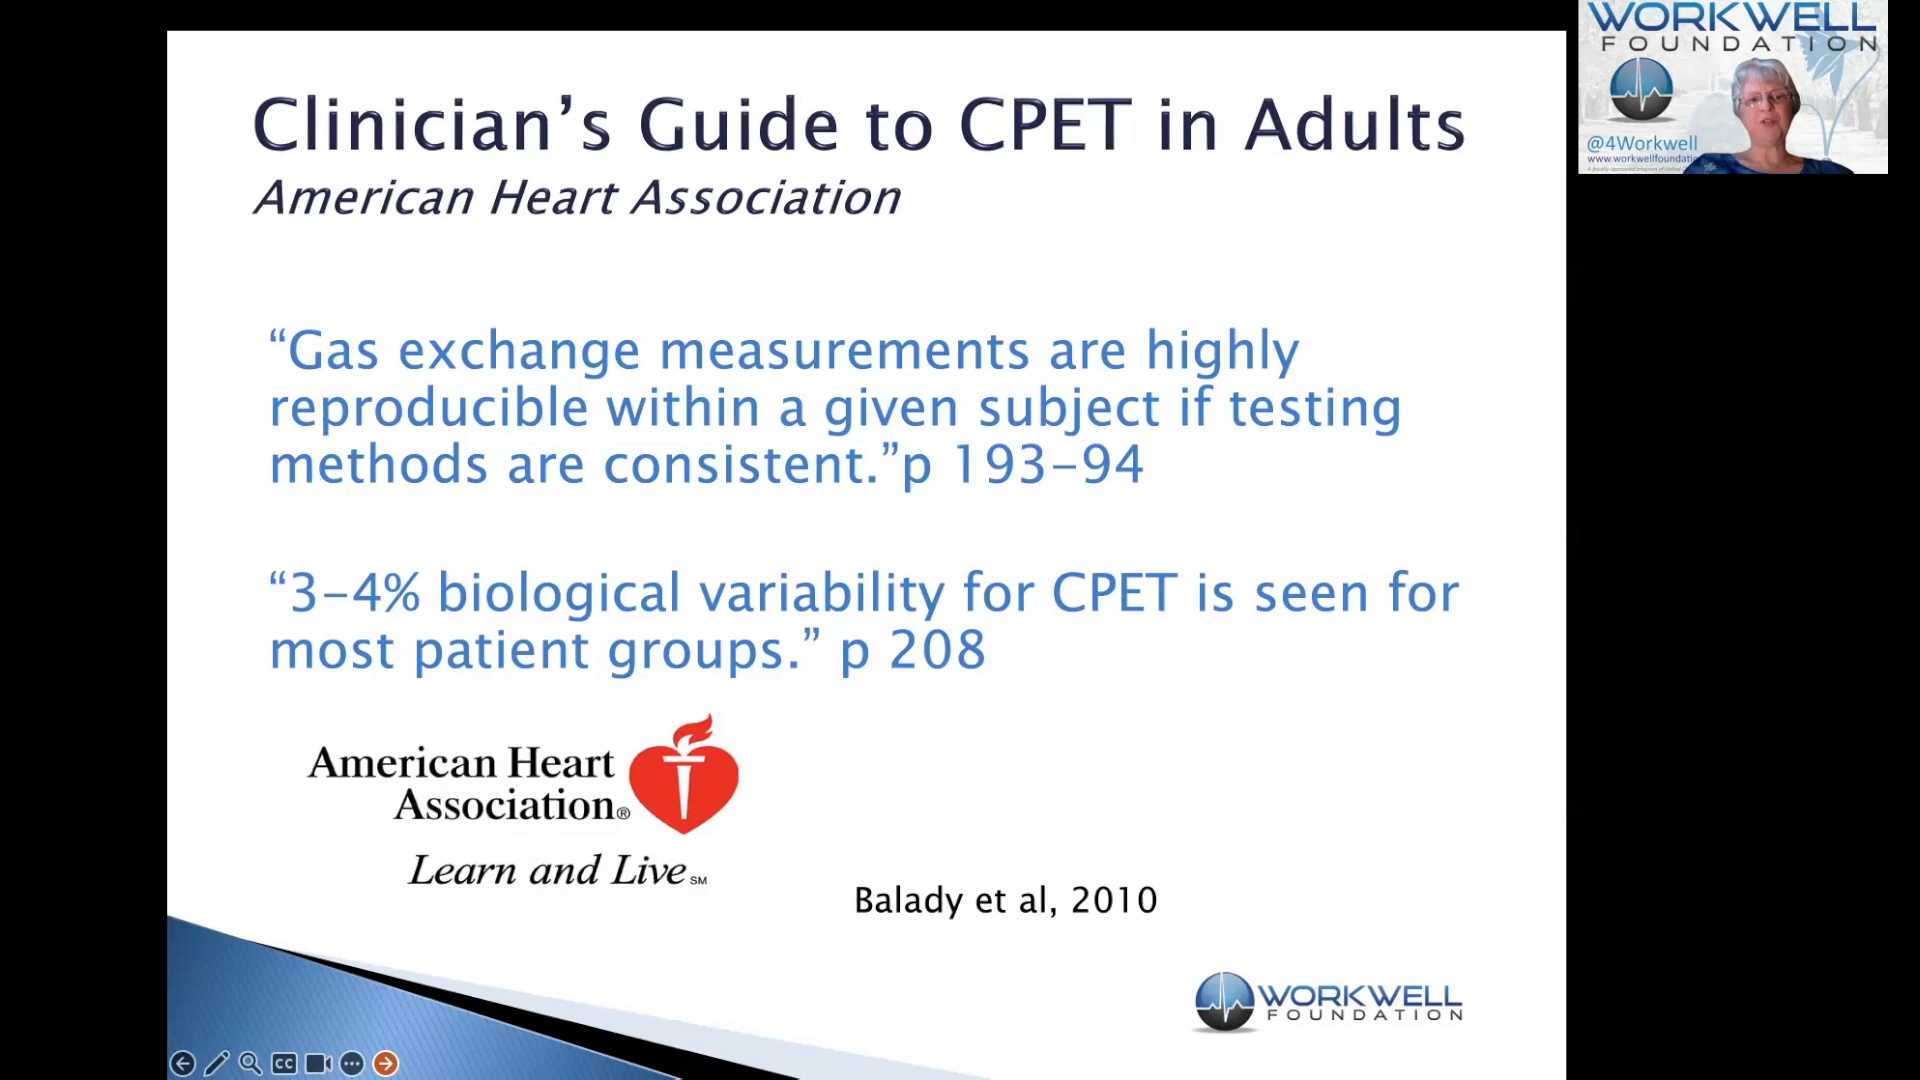 Clinician’s Guide to CPET in Adults
American Heart Association
“Gas exchange measurements are highly
reproducible within a given subject if testing
methods are consistent.”p 193-94
“3-4% biological variability for CPET is seen for
most patient groups.” p 208
American Heart
Association®
Learn and Live SM
Balady et al, 2010
WORKWELL
FOUNDATION
CC
WORKWELL
FOUNDATION
@4Workwell
www.workwellfoundati